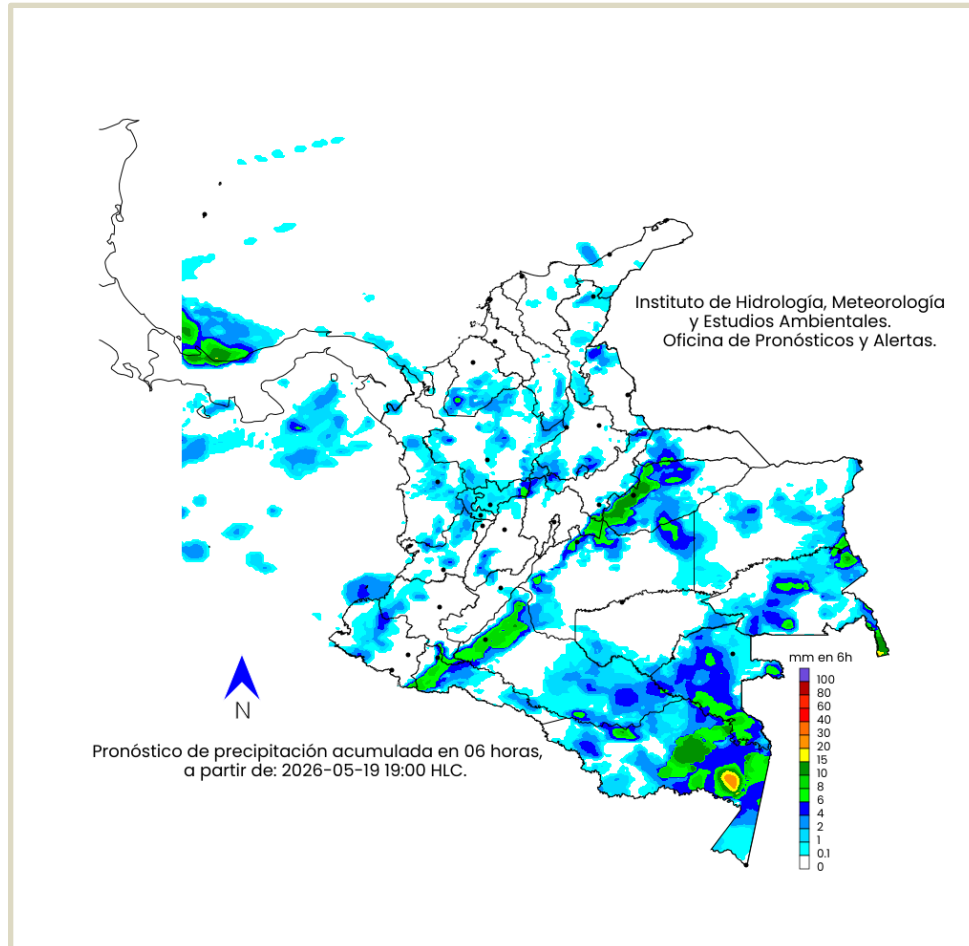 Instituto de Hidrología, Meteorología
y Estudios Ambientales.
Oficina de Pronósticos y Alertas.
mm en 6h
100
80
60
40
30
20
15
10
8
6
4
2
1
0.1
0
N
Pronóstico de precipitación acumulada en 06 horas,
a partir de: 2026-05-19 19:00 HLC.